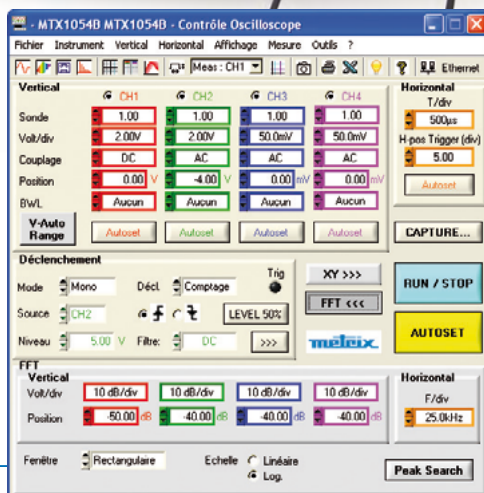 - MTX1054B MTX1054B - Contrôle Oscilloscope
Fichier Instrument Vertical Horizontal Affichage Mesure Outils ?
Meas : CH1 Ethernet
Vertical
CH1 CH2 CH3 CH4
Sonde 1.00 1.00 1.00 1.00
Volt/div 2.00V 2.00V 50.0mV 50.0mV
Couplage DC AC AC AC
Position 0.00 V -4.00 V 0.00 mV 0.00 mV
BWL Aucun Aucun Aucun Aucun
V-Auto Range Autoset Autoset Autoset Autoset
Horizontal
T/div
500µs
H-pos Trigger (div)
5.00
Autoset
CAPTURE...
Déclenchement
Mode Mono Décl. Comptage Trig
Source CH2 LEVEL 50%
Niveau 5.00 V Filtre: DC >>>
XY >>>
FFT <<<
metrix
RUN / STOP
AUTOSET
FFT
Vertical
Volt/div 10 dB/div 10 dB/div 10 dB/div 10 dB/div
Position -50.00 dB -40.00 dB -40.00 dB -40.00 dB
Horizontal
F/div
25.0kHz
Fenêtre Rectangulaire Echelle Linéaire
Log.
Peak Search